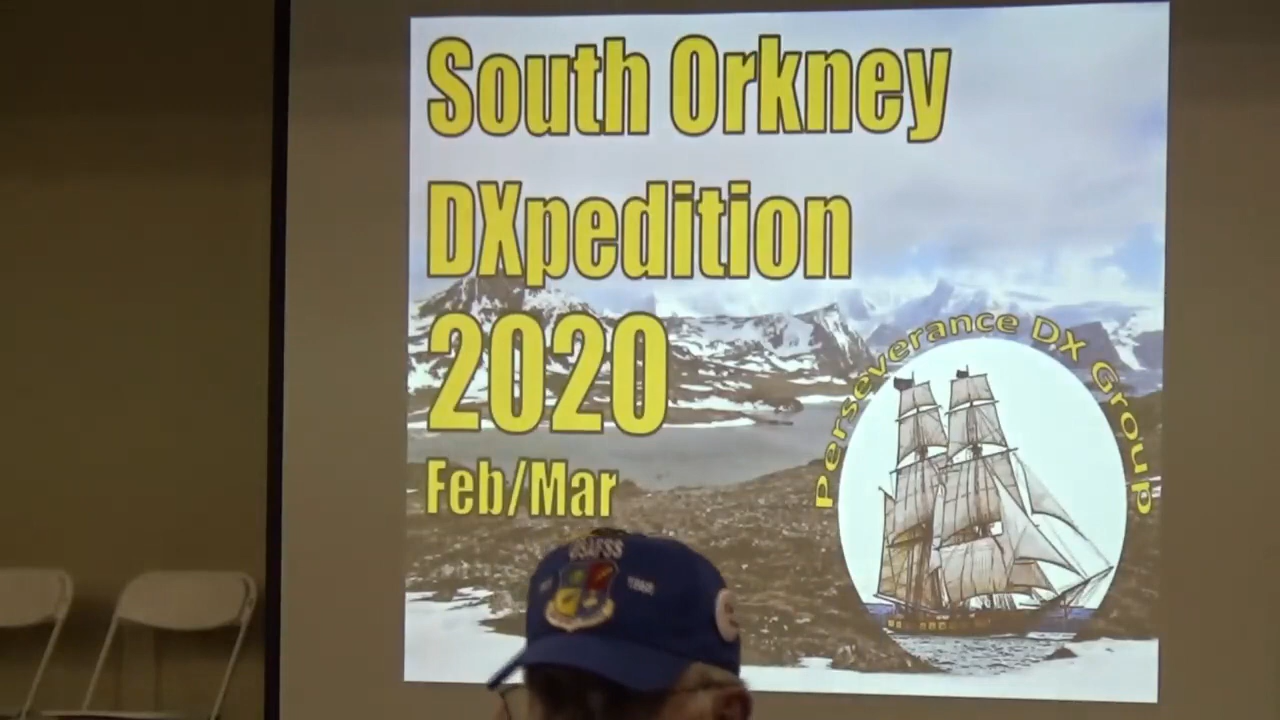 South Orkney
DXpedition
2020
Feb/Mar
Perseverance DX Group
USAFSS